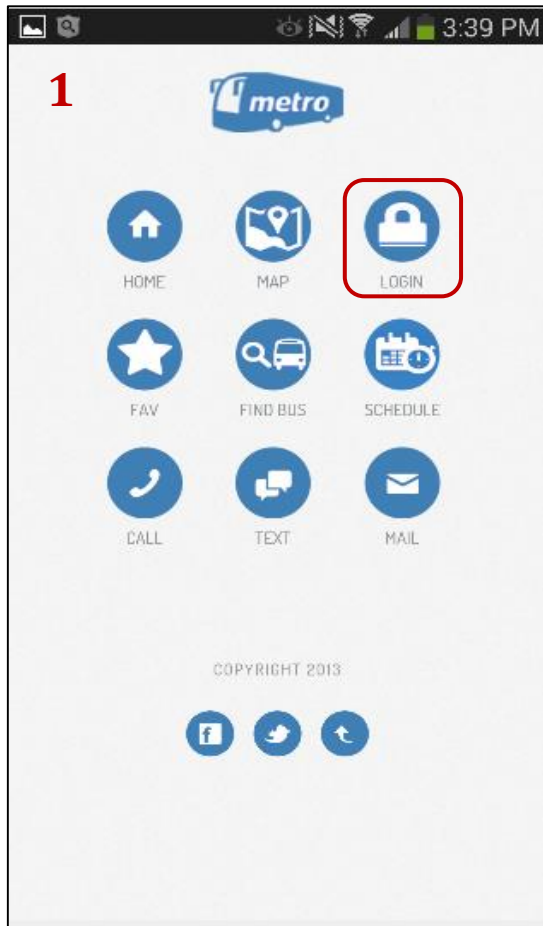 3:39 PM
1
metro
HOME MAP LOGIN
FAV FIND BUS SCHEDULE
CALL TEXT MAIL
COPYRIGHT 2013